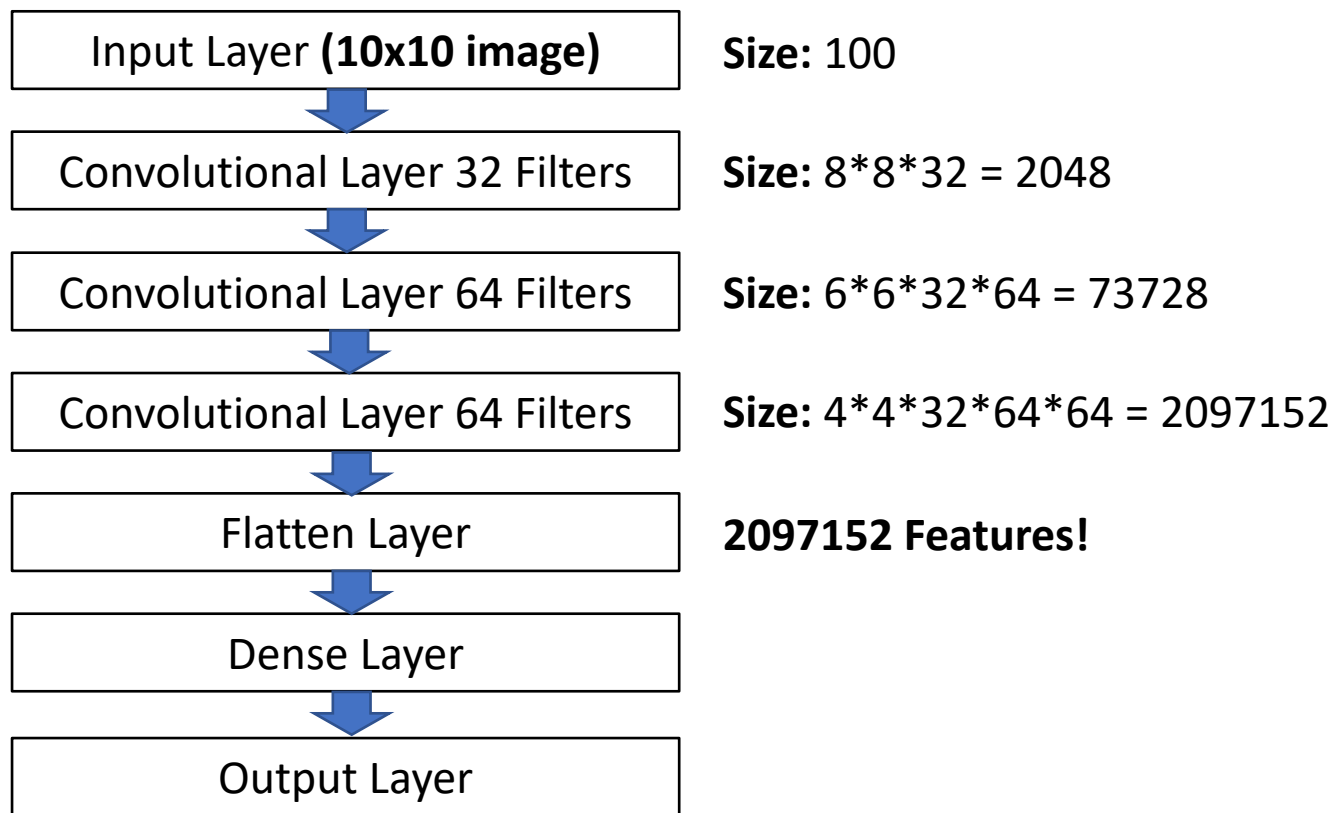 Input Layer (10x10 image) Size: 100
Convolutional Layer 32 Filters Size: 8*8*32 = 2048
Convolutional Layer 64 Filters Size: 6*6*32*64 = 73728
Convolutional Layer 64 Filters Size: 4*4*32*64*64 = 2097152
Flatten Layer 2097152 Features!
Dense Layer
Output Layer